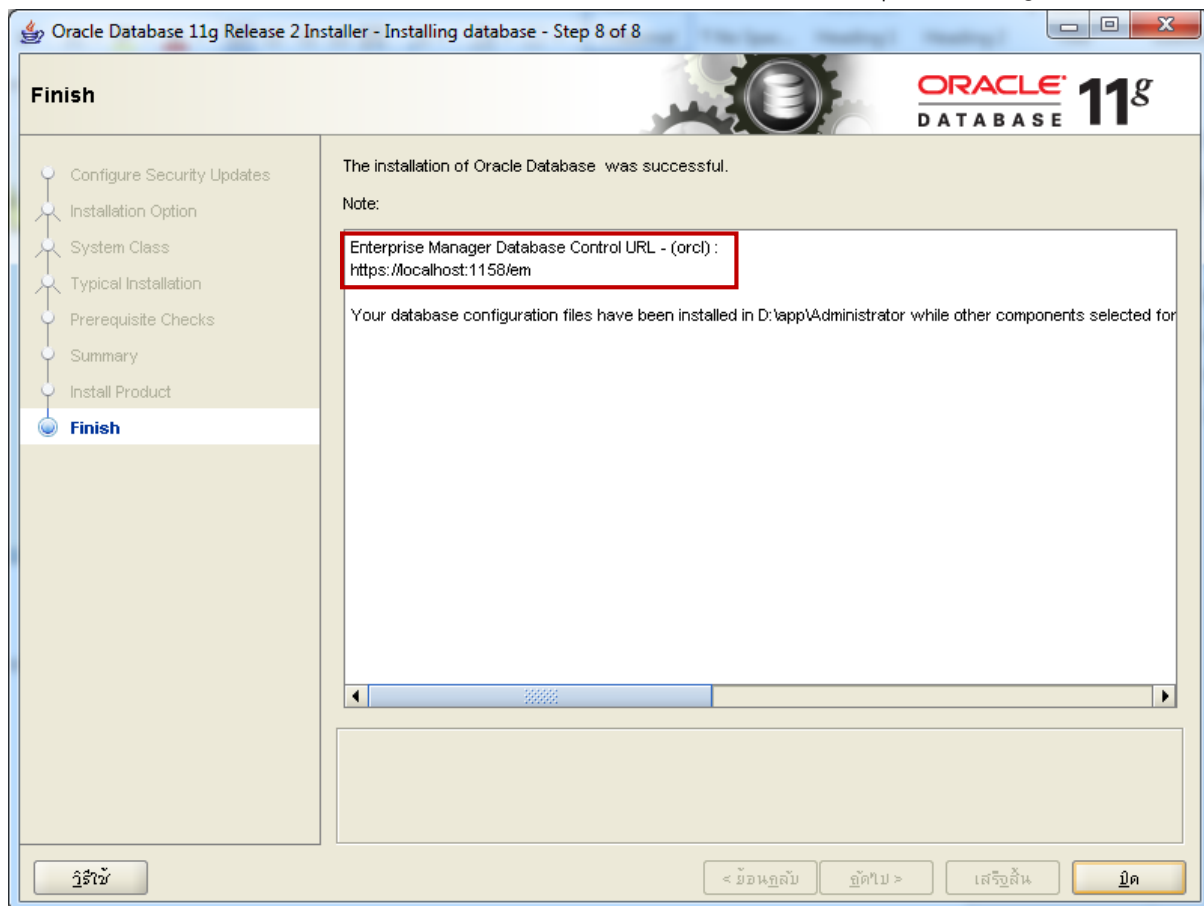 Oracle Database 11g Release 2 Installer - Installing database - Step 8 of 8
Finish
ORACLE
DATABASE
11g
Configure Security Updates
Installation Option
System Class
Typical Installation
Prerequisite Checks
Summary
Install Product
Finish
The installation of Oracle Database was successful.
Note:
Enterprise Manager Database Control URL - (orcl) :
https://localhost:1158/em
Your database configuration files have been installed in D:\app\Administrator while other components selected for
วิธีใช้
< ย้อนกลับ
ถัดไป >
เสร็จสิ้น
ปิด